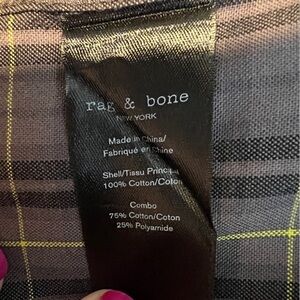 rag & bone
NEW YORK
Made in China/
Fabriqué en Chine
Shell/Tissu Principal
100% Cotton/Coton
Combo
75% Cotton/Coton
25% Polyamide